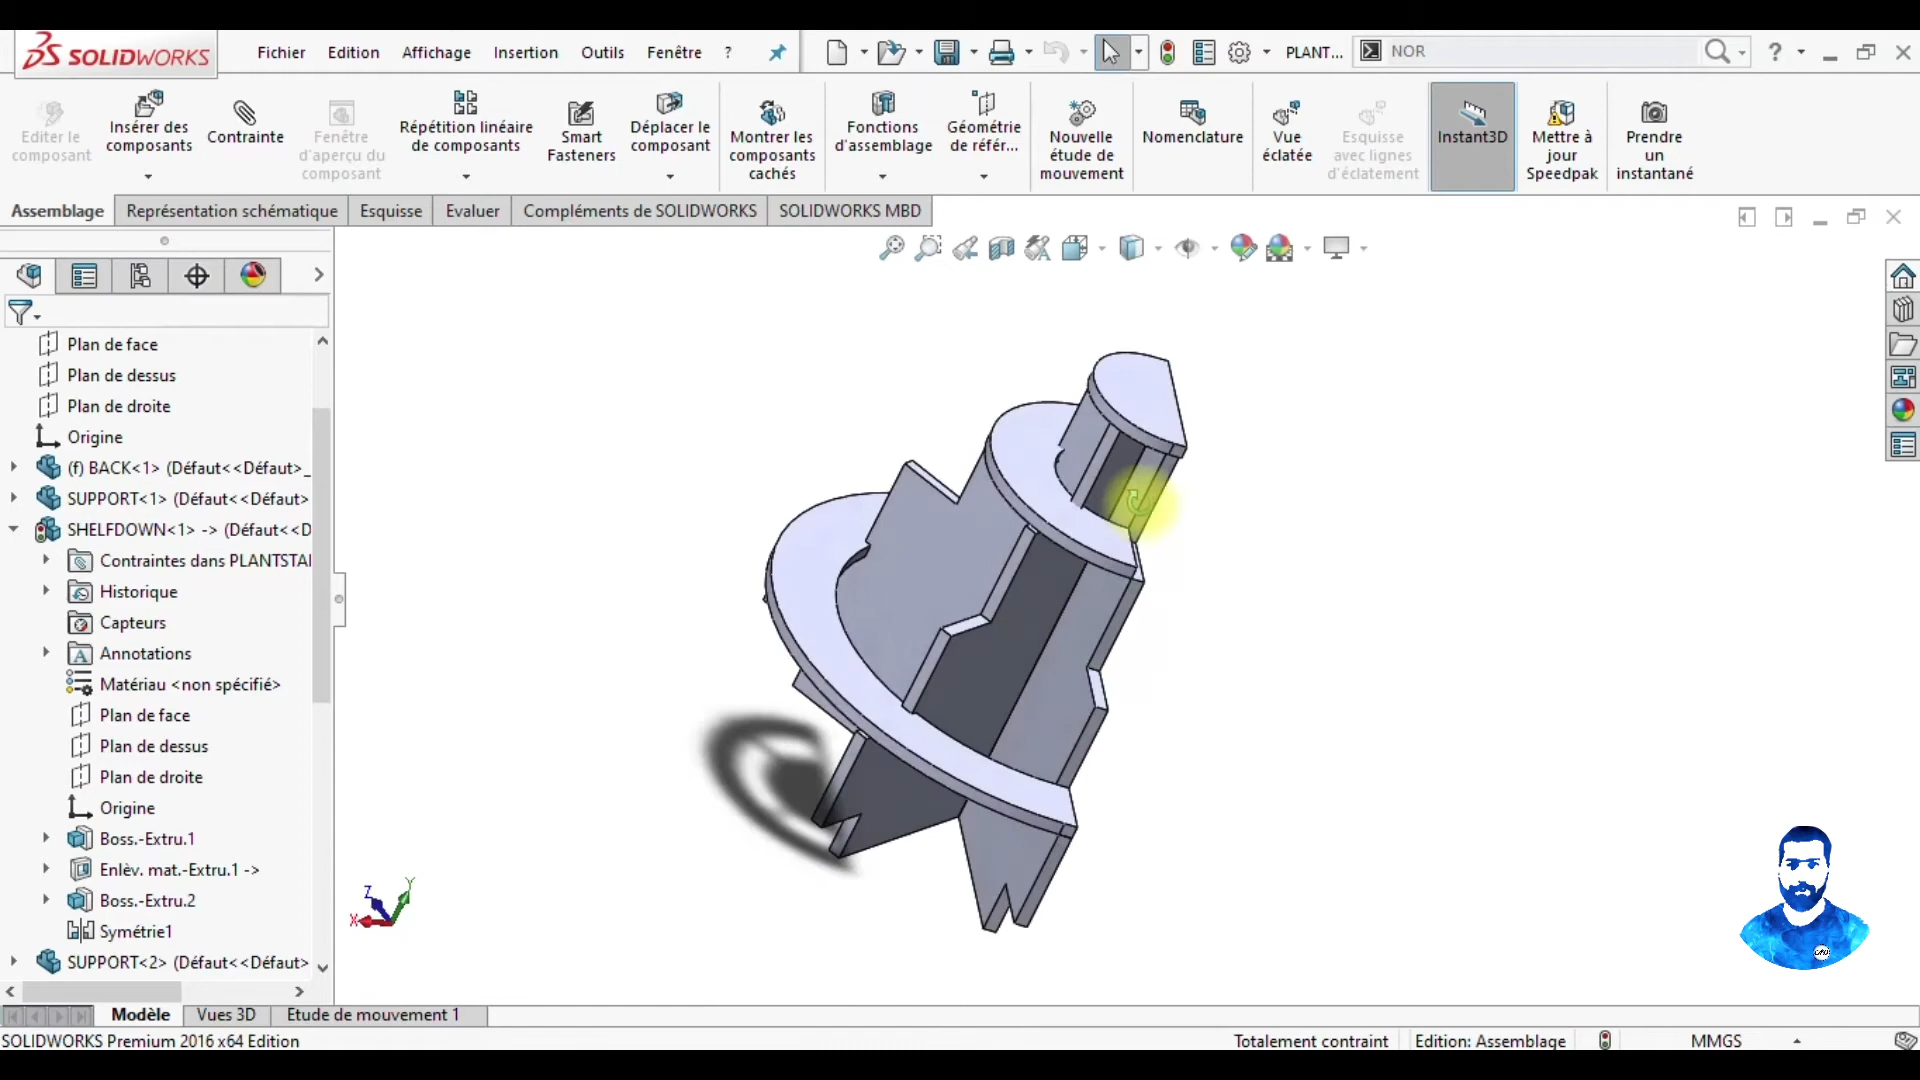 SOLIDWORKS
Fichier
Edition
Affichage
Insertion
Outils
Fenêtre
?
PLANT...
NOR
?
Editer le
composant
Insérer des
composants
Contrainte
Fenêtre
d'aperçu du
composant
Répétition linéaire
de composants
Smart
Fasteners
Déplacer le
composant
Montrer les
composants
cachés
Fonctions
d'assemblage
Géométrie
de référ...
Nouvelle
étude de
mouvement
Nomenclature
Vue
éclatée
Esquisse
avec lignes
d'éclatement
Instant3D
Mettre à
jour
Speedpak
Prendre
un
instantané
Assemblage
Représentation schématique
Esquisse
Evaluer
Compléments de SOLIDWORKS
SOLIDWORKS MBD
Plan de face
Plan de dessus
Plan de droite
Origine
(f) BACK<1> (Défaut<<Défaut>_
SUPPORT<1> (Défaut<<Défaut>
SHELFDOWN<1> -> (Défaut<<D
Contraintes dans PLANTSTA
Historique
Capteurs
Annotations
Matériau <non spécifié>
Plan de face
Plan de dessus
Plan de droite
Origine
Boss.-Extru.1
Enlèv. mat.-Extru.1 ->
Boss.-Extru.2
Symétrie1
SUPPORT<2> (Défaut<<Défaut>
Z
Y
X
Modèle
Vues 3D
Etude de mouvement 1
SOLIDWORKS Premium 2016 x64 Edition
Totalement contraint
Edition: Assemblage
MMGS